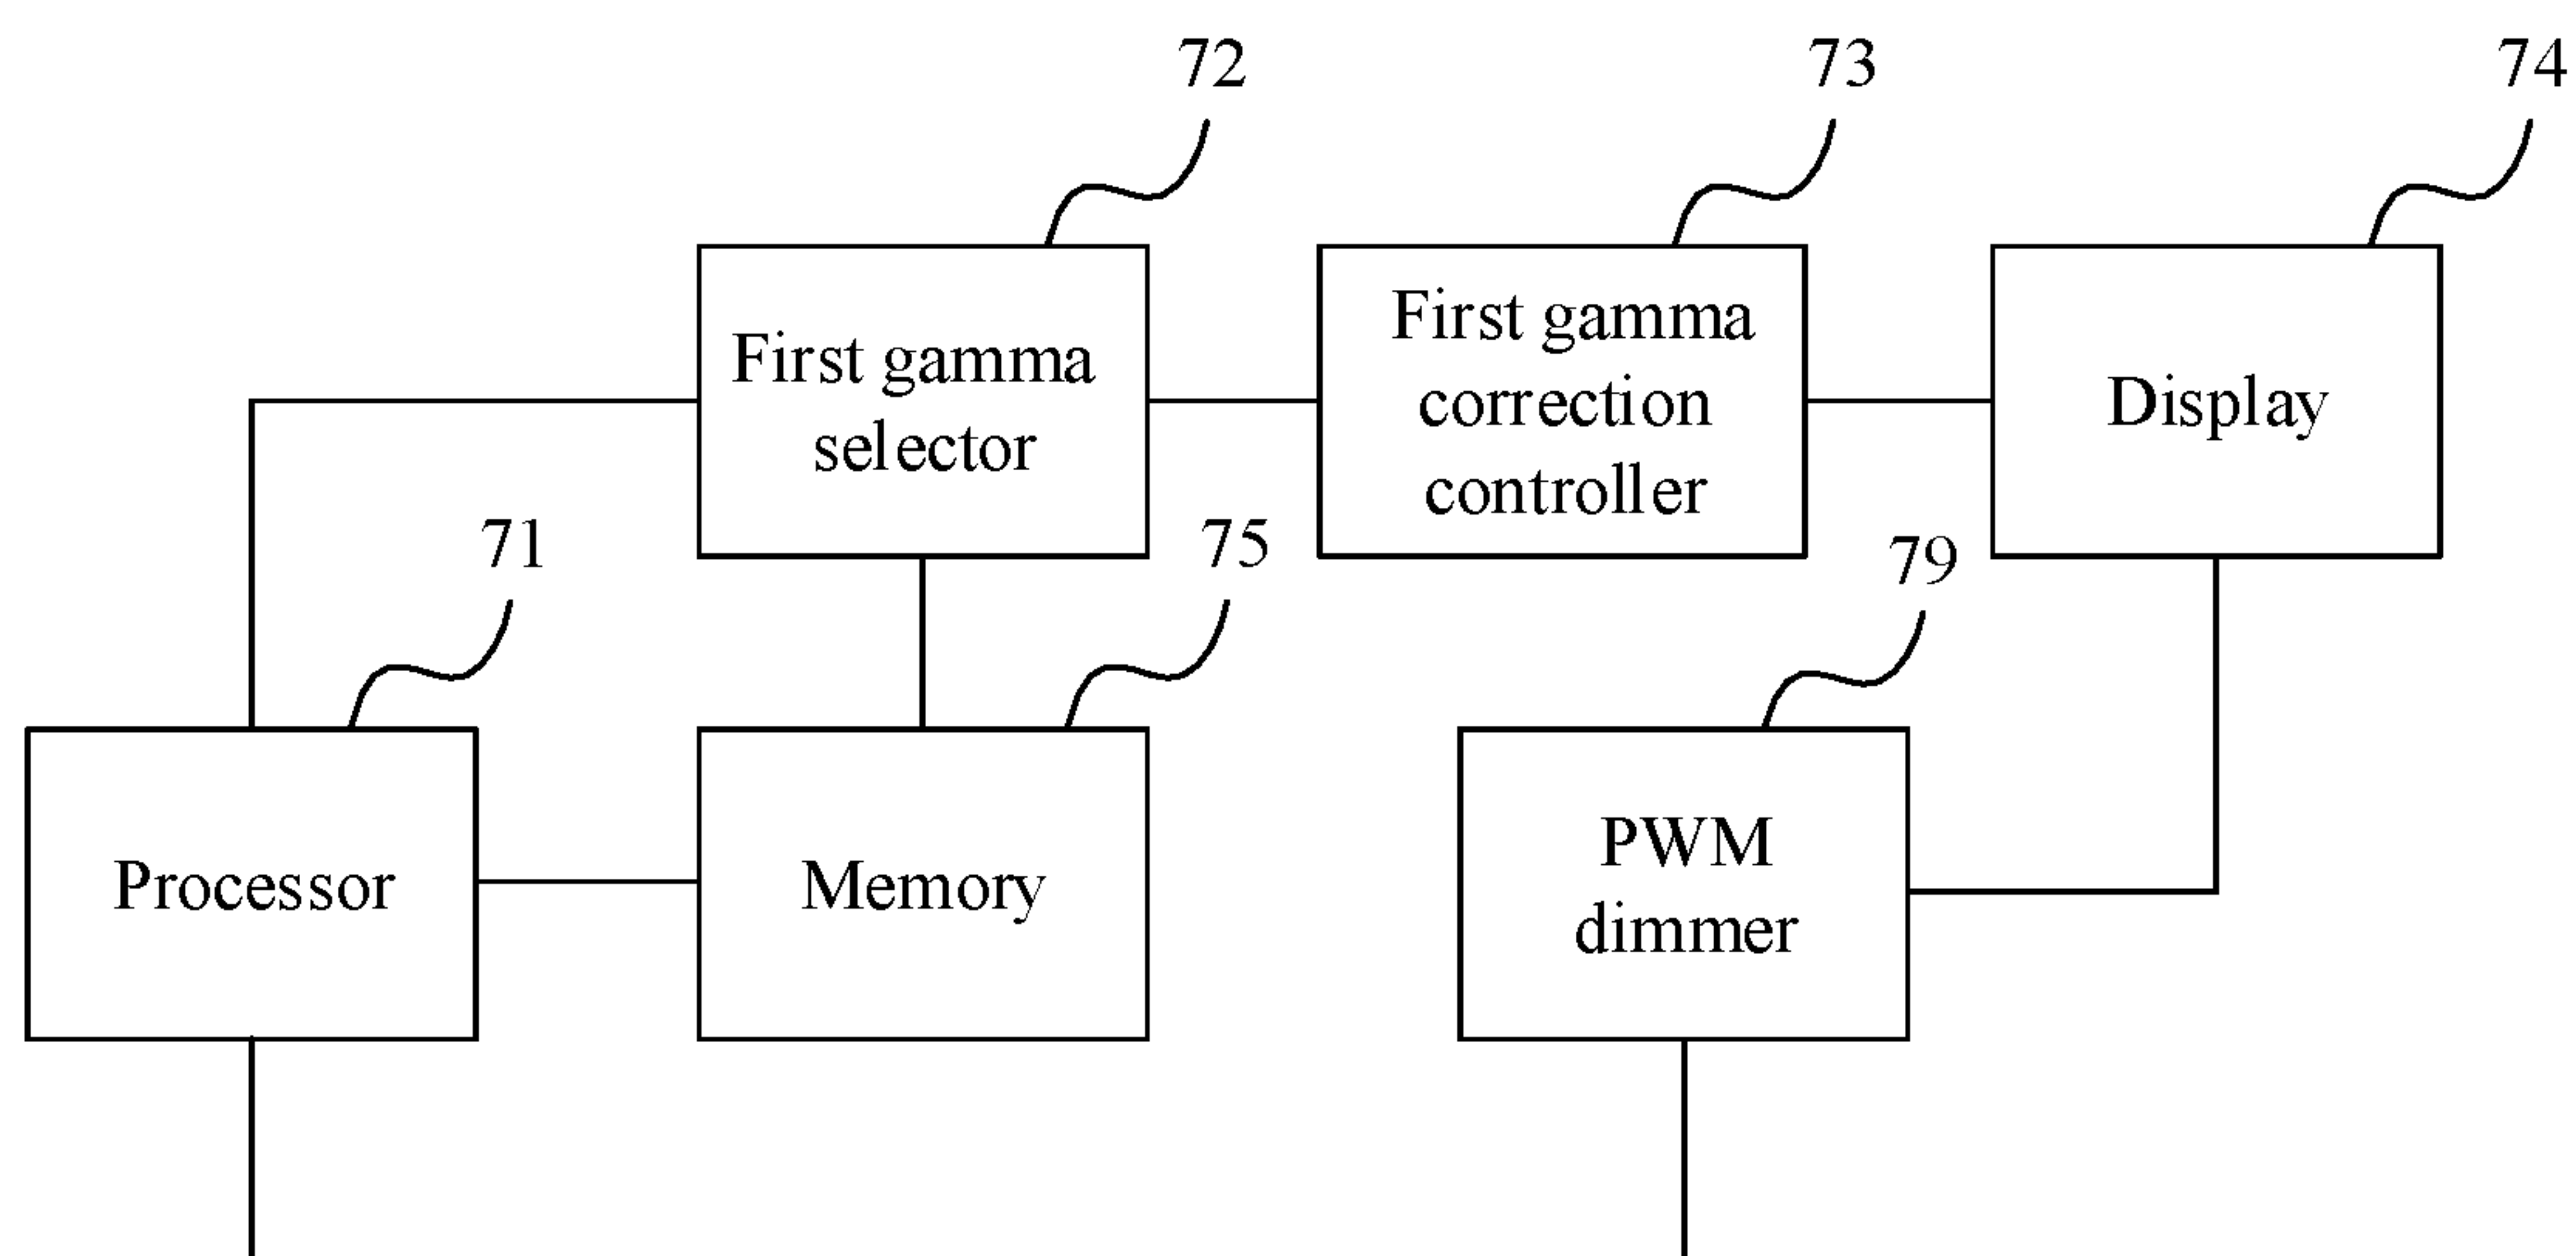 72
73
74
First gamma
selector
First gamma
correction
controller
Display
71
75
79
Processor
Memory
PWM
dimmer